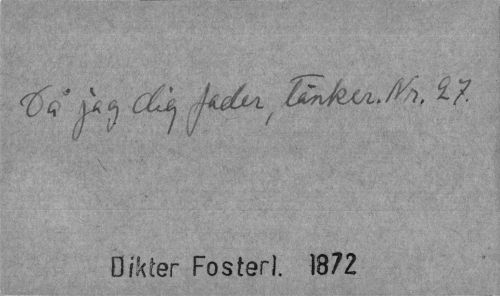 Då jag dig fader, tänker. Nr. 27.
Dikter Fosterl. 1872